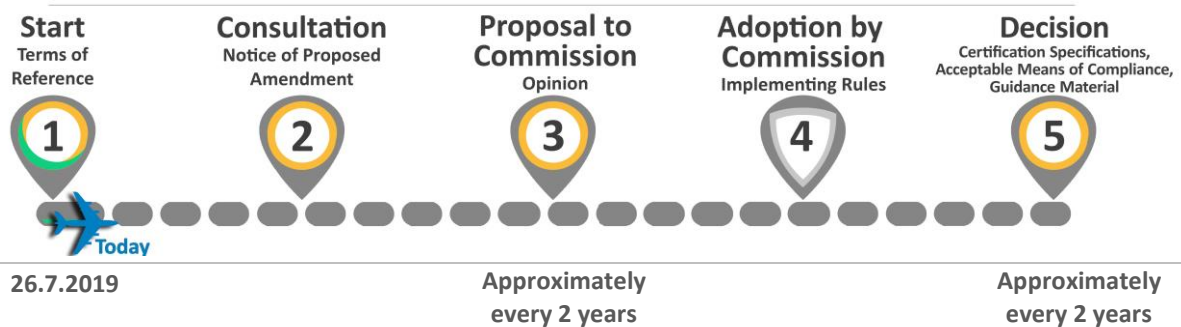 Start
Terms of
Reference
1
Consultation
Notice of Proposed
Amendment
2
Proposal to
Commission
Opinion
3
Adoption by
Commission
Implementing Rules
4
Decision
Certification Specifications,
Acceptable Means of Compliance,
Guidance Material
5
Today
26.7.2019
Approximately
every 2 years
Approximately
every 2 years